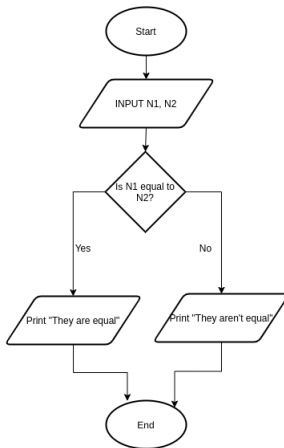 Start
INPUT N1, N2
Is N1 equal to
N2?
Yes
No
Print "They are equal"
Print "They aren't equal"
End